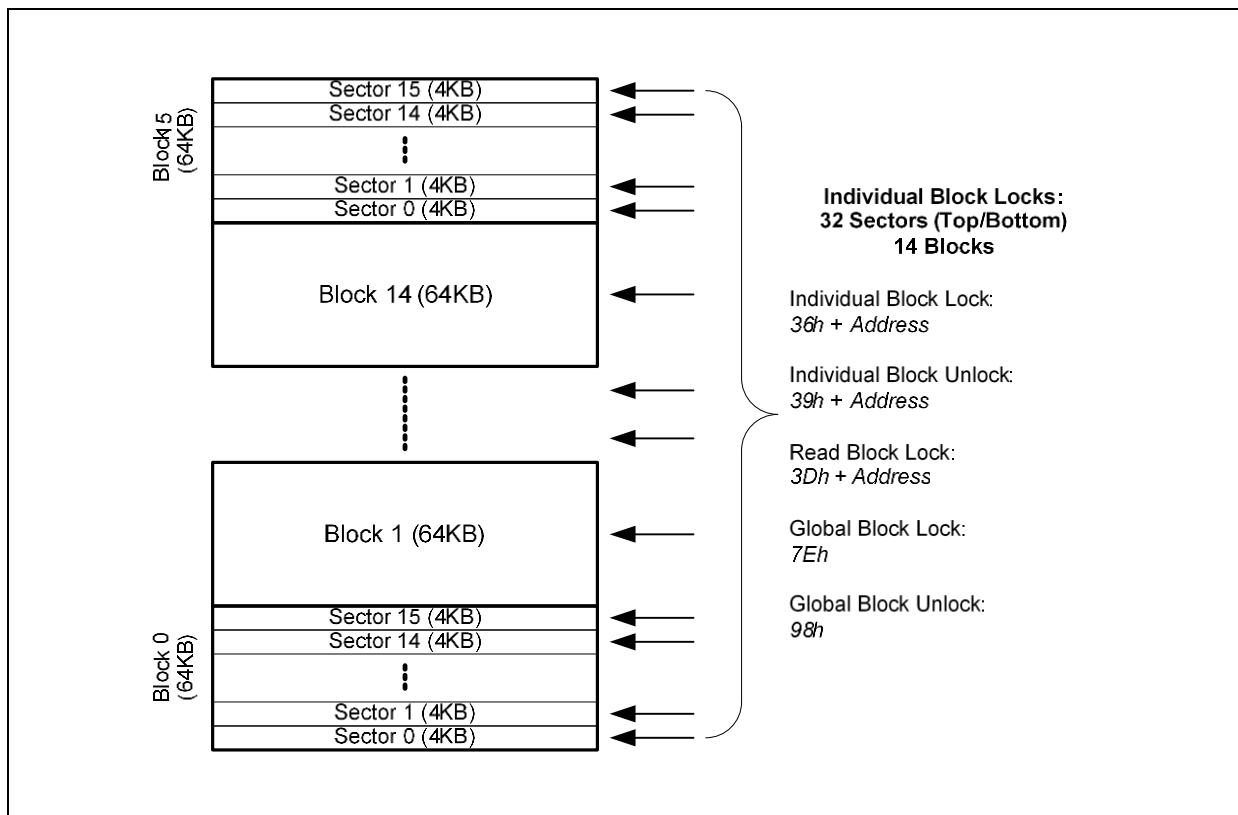 Block 15
(64KB)
Sector 15 (4KB)
Sector 14 (4KB)
Sector 1 (4KB)
Sector 0 (4KB)
Block 14 (64KB)
Block 1 (64KB)
Block 0
(64KB)
Sector 15 (4KB)
Sector 14 (4KB)
Sector 1 (4KB)
Sector 0 (4KB)
Individual Block Locks:
32 Sectors (Top/Bottom)
14 Blocks
Individual Block Lock:
36h + Address
Individual Block Unlock:
39h + Address
Read Block Lock:
3Dh + Address
Global Block Lock:
7Eh
Global Block Unlock:
98h